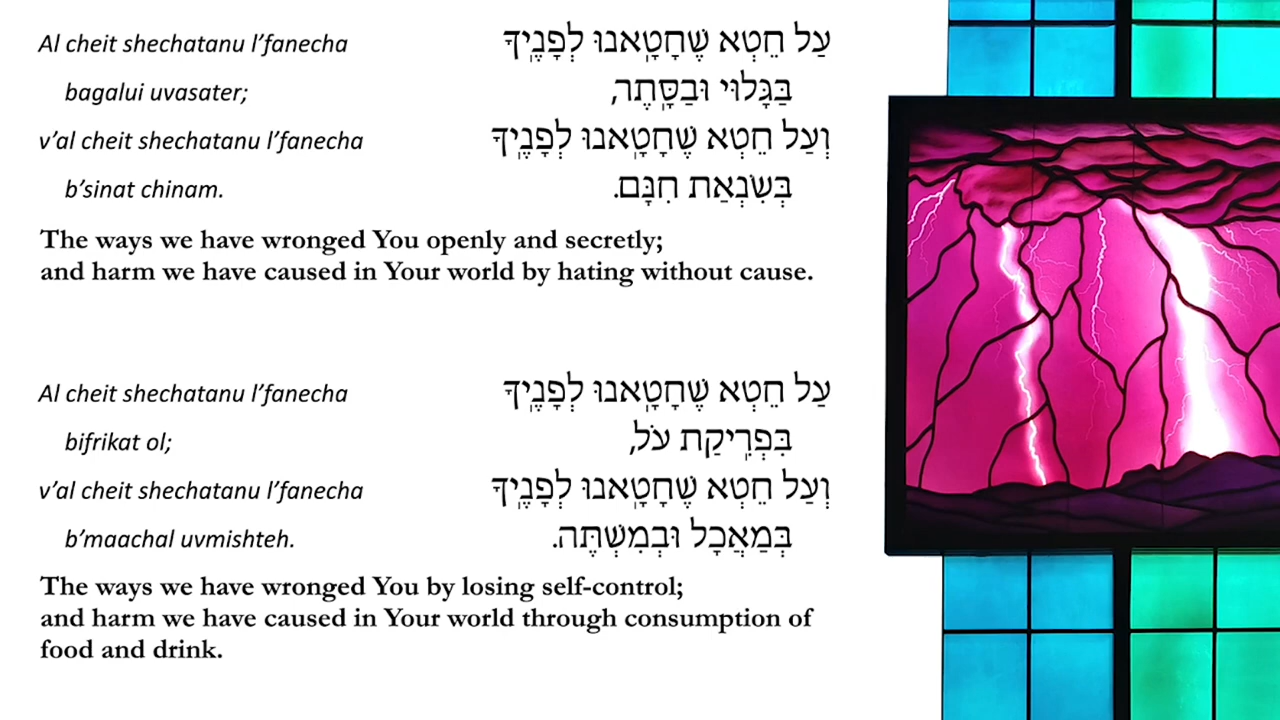 Al cheit shechatanu l’fanecha
עַל חֵטְא שֶׁחָטָֽאנוּ לְפָנֶֽיךָ
bagalui uvasater;
בַּגָּלוּי וּבַסָּֽתֶר,
v’al cheit shechatanu l’fanecha
וְעַל חֵטְא שֶׁחָטָֽאנוּ לְפָנֶֽיךָ
b’sinat chinam.
בְּשִׂנְאַת חִנָּם.
The ways we have wronged You openly and secretly;
and harm we have caused in Your world by hating without cause.
Al cheit shechatanu l’fanecha
עַל חֵטְא שֶׁחָטָֽאנוּ לְפָנֶֽיךָ
bifrikat ol;
בִּפְרִֽיקַת עֹל,
v’al cheit shechatanu l’fanecha
וְעַל חֵטְא שֶׁחָטָֽאנוּ לְפָנֶֽיךָ
b’maachal uvmishteh.
בְּמַאֲכָל וּבְמִשְׁתֶּה.
The ways we have wronged You by losing self-control;
and harm we have caused in Your world through consumption of
food and drink.